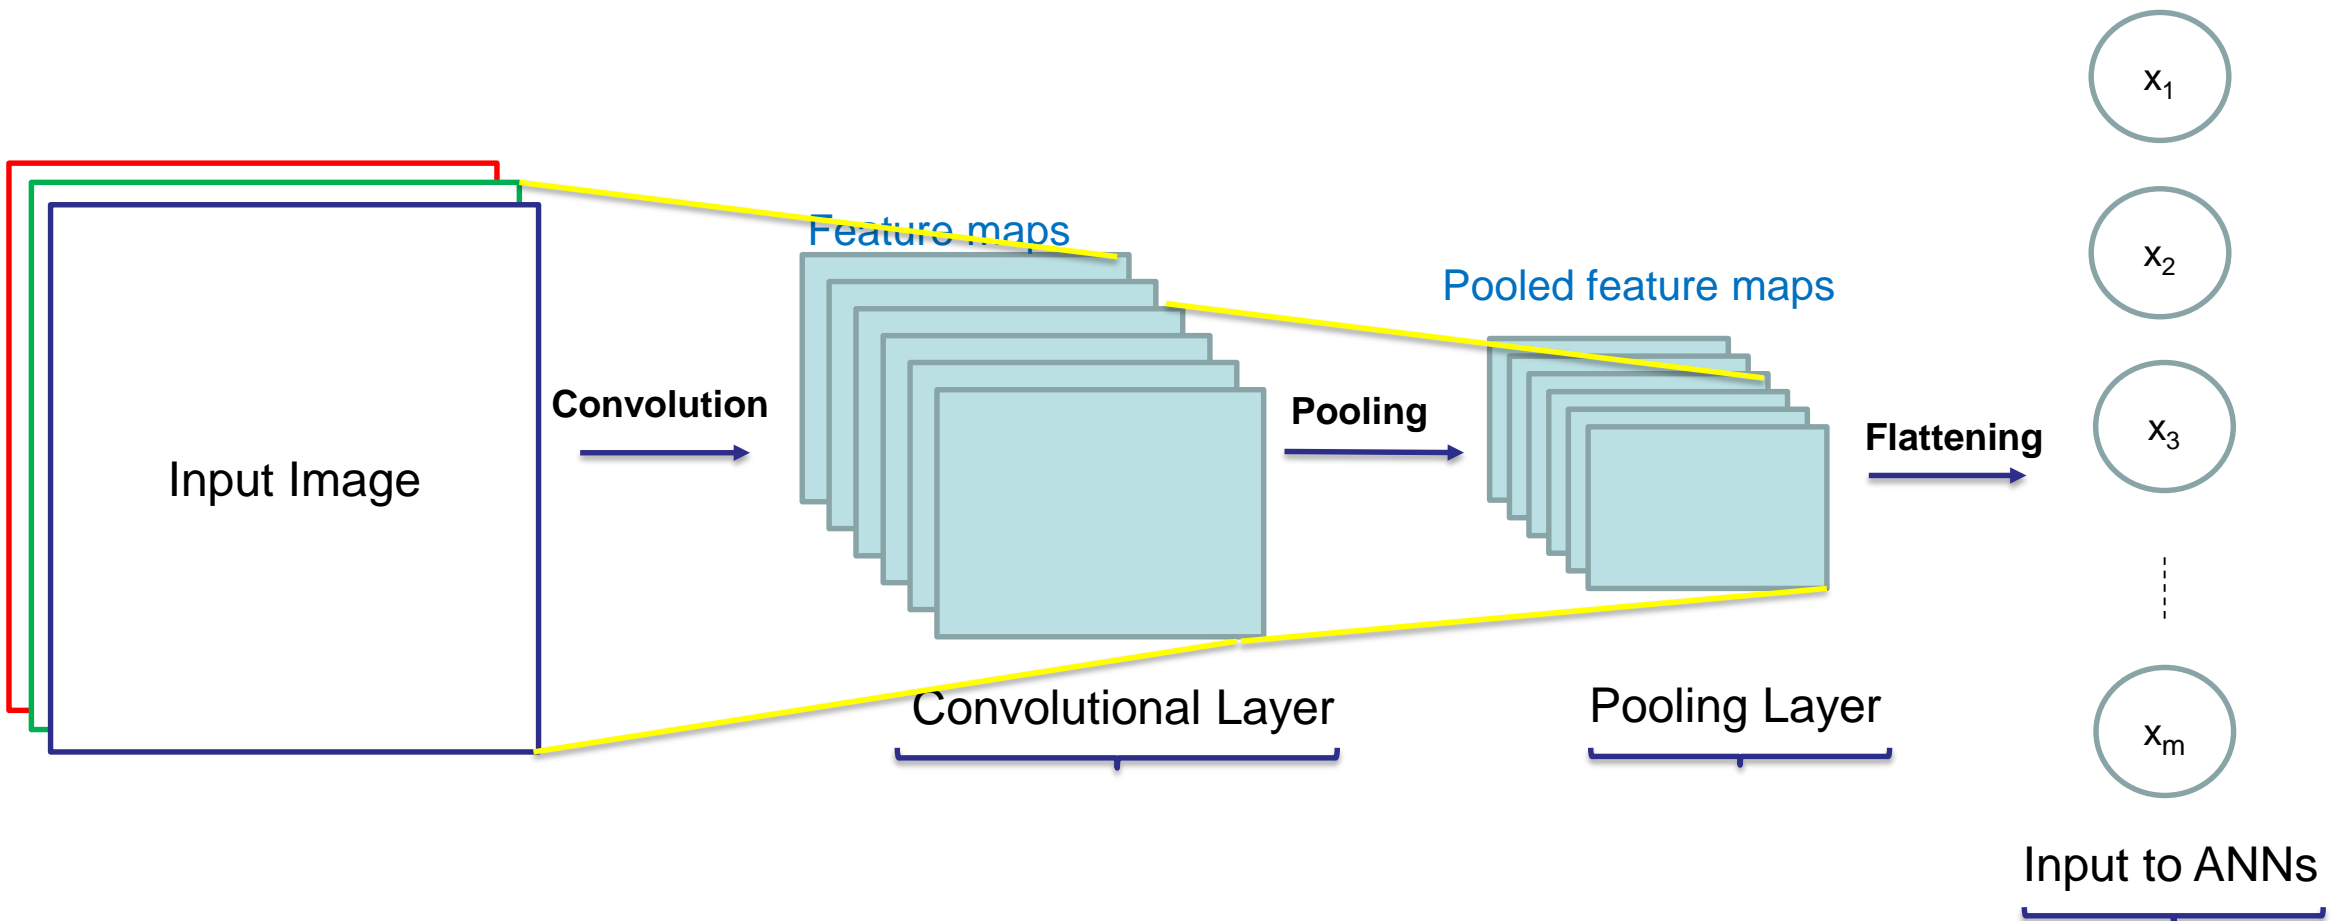 Input Image
Convolution
Feature maps
Convolutional Layer
Pooling
Pooled feature maps
Pooling Layer
Flattening
x₁
x₂
x₃
xₘ
Input to ANNs